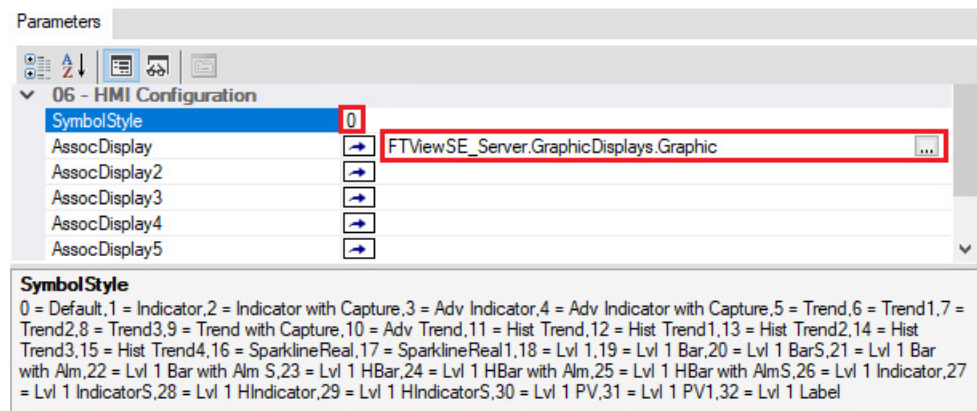 Parameters
06 - HMI Configuration
SymbolStyle 0
AssocDisplay FTViewSE_Server.GraphicDisplays.Graphic ...
AssocDisplay2
AssocDisplay3
AssocDisplay4
AssocDisplay5
SymbolStyle
0 = Default,1 = Indicator,2 = Indicator with Capture,3 = Adv Indicator,4 = Adv Indicator with Capture,5 = Trend,6 = Trend1,7 =
Trend2,8 = Trend3,9 = Trend with Capture,10 = Adv Trend,11 = Hist Trend,12 = Hist Trend1,13 = Hist Trend2,14 = Hist
Trend3,15 = Hist Trend4,16 = SparklineReal,17 = SparklineReal1,18 = Lvl 1,19 = Lvl 1 Bar,20 = Lvl 1 BarS,21 = Lvl 1 Bar
with Alm,22 = Lvl 1 Bar with Alm S,23 = Lvl 1 HBar,24 = Lvl 1 HBar with Alm,25 = Lvl 1 HBar with AlmS,26 = Lvl 1 Indicator,27
= Lvl 1 IndicatorS,28 = Lvl 1 HIndicator,29 = Lvl 1 HIndicatorS,30 = Lvl 1 PV,31 = Lvl 1 PV1,32 = Lvl 1 Label